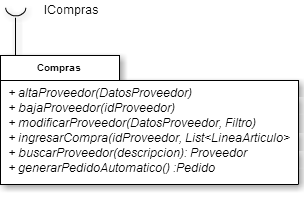 ICompras
Compras
+ altaProveedor(DatosProveedor)
+ bajaProveedor(idProveedor)
+ modificarProveedor(DatosProveedor, Filtro)
+ ingresarCompra(idProveedor, List<LineaArticulo>
+ buscarProveedor(descripcion): Proveedor
+ generarPedidoAutomatico() :Pedido